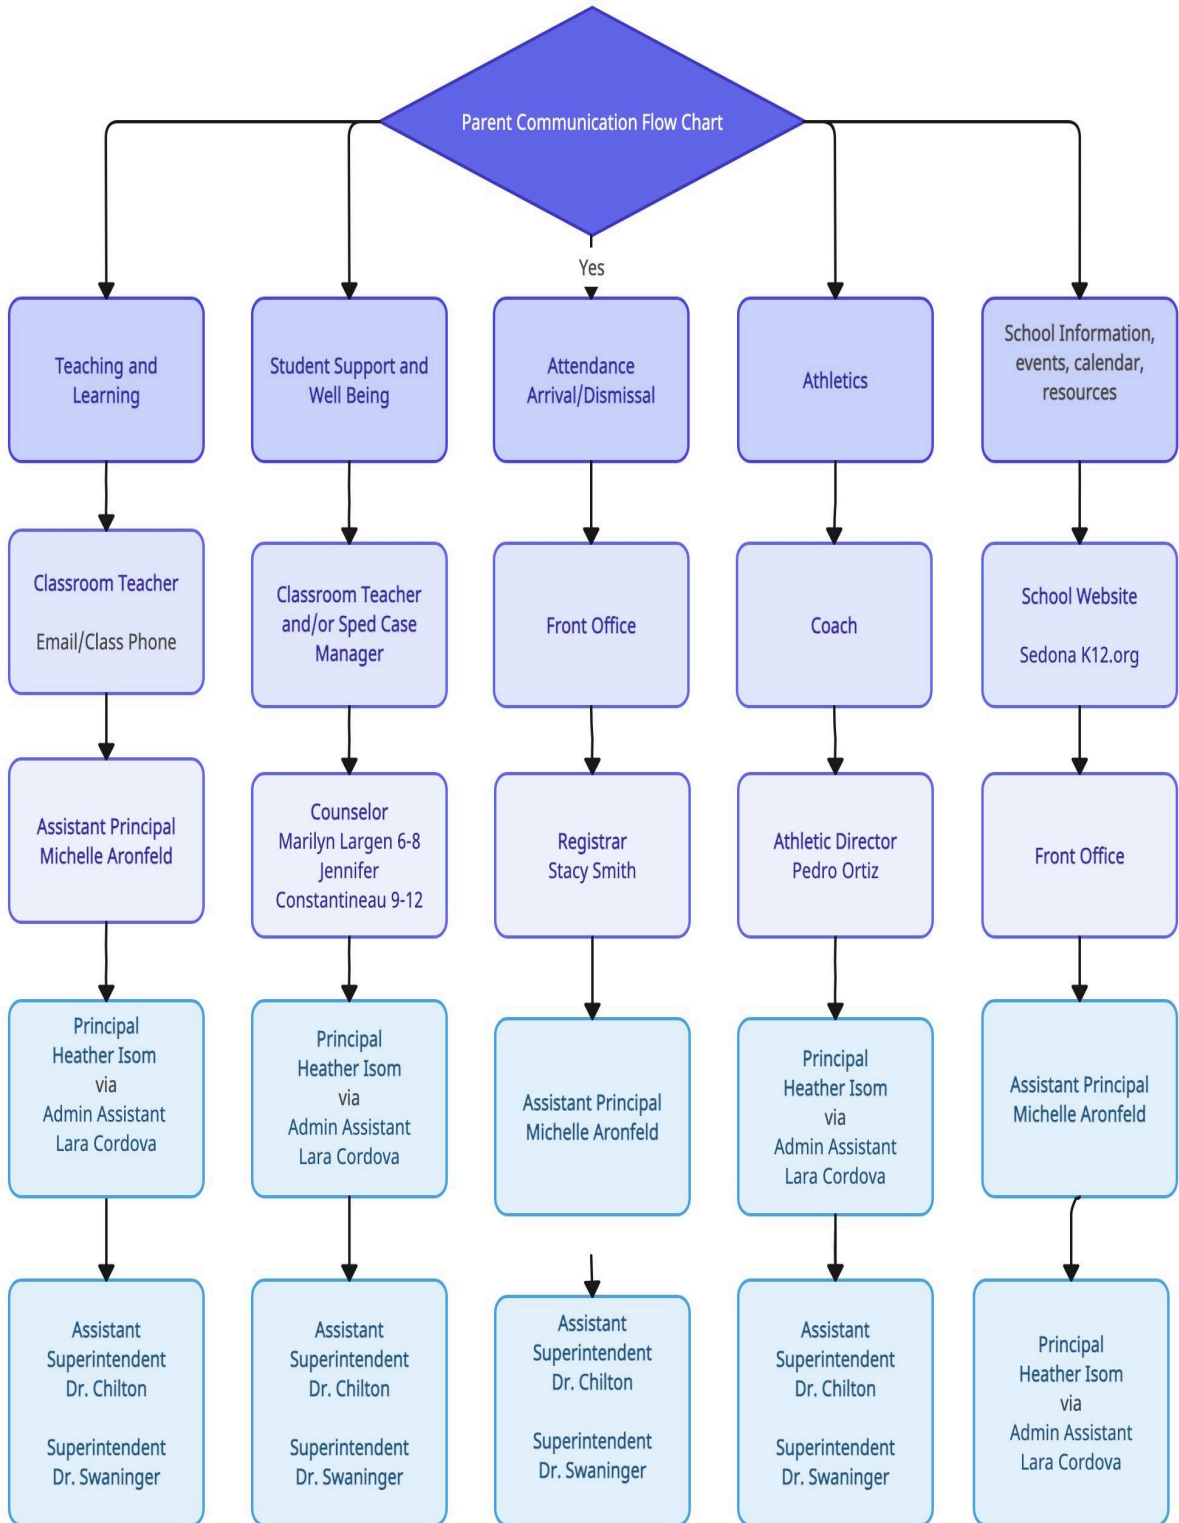 Parent Communication Flow Chart
Yes
Teaching and
Learning
Student Support and
Well Being
Attendance
Arrival/Dismissal
Athletics
School Information,
events, calendar,
resources
Classroom Teacher
Email/Class Phone
Classroom Teacher
and/or Sped Case
Manager
Front Office
Coach
School Website
Sedona K12.org
Assistant Principal
Michelle Aronfeld
Counselor
Marilyn Largen 6-8
Jennifer
Constantineau 9-12
Registrar
Stacy Smith
Athletic Director
Pedro Ortiz
Front Office
Principal
Heather Isom
via
Admin Assistant
Lara Cordova
Principal
Heather Isom
via
Admin Assistant
Lara Cordova
Assistant Principal
Michelle Aronfeld
Principal
Heather Isom
via
Admin Assistant
Lara Cordova
Assistant Principal
Michelle Aronfeld
Assistant
Superintendent
Dr. Chilton
Superintendent
Dr. Swaninger
Assistant
Superintendent
Dr. Chilton
Superintendent
Dr. Swaninger
Assistant
Superintendent
Dr. Chilton
Superintendent
Dr. Swaninger
Assistant
Superintendent
Dr. Chilton
Superintendent
Dr. Swaninger
Principal
Heather Isom
via
Admin Assistant
Lara Cordova